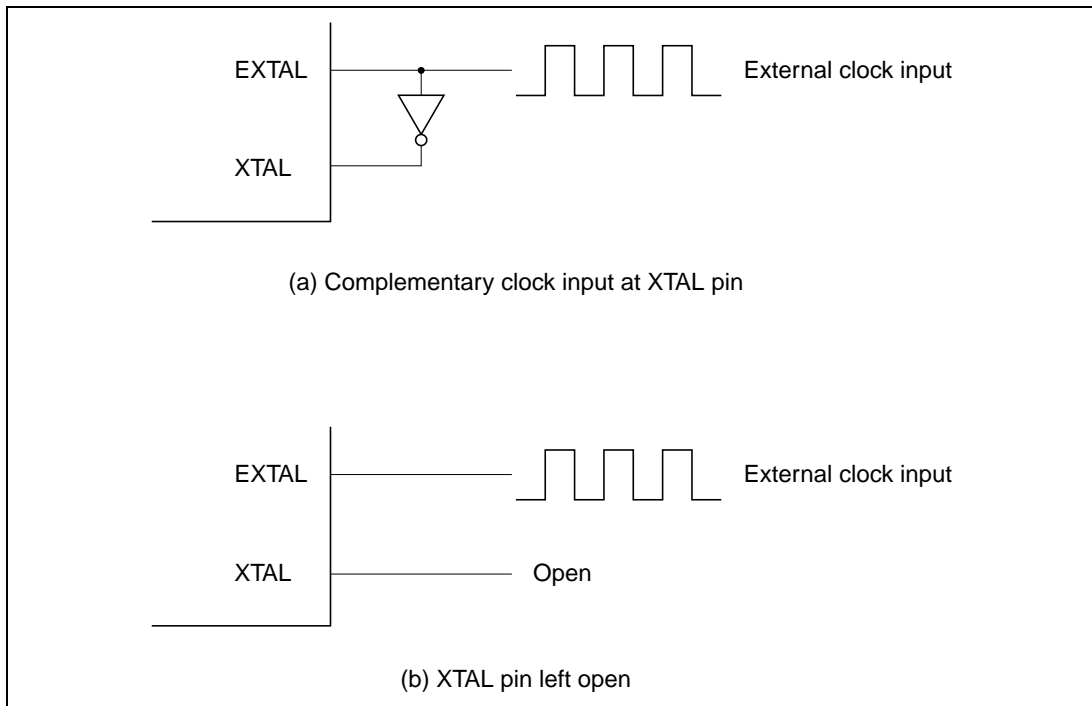 EXTAL
External clock input
XTAL
(a) Complementary clock input at XTAL pin
EXTAL
External clock input
XTAL
Open
(b) XTAL pin left open